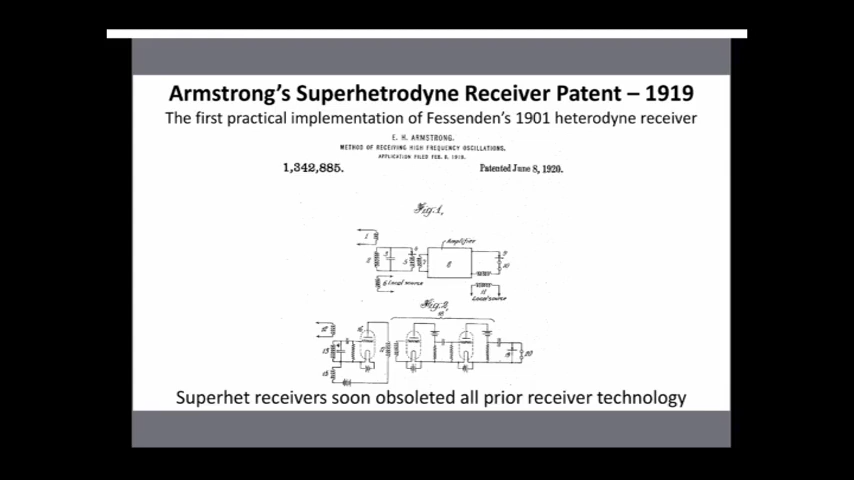 Armstrong's Superhetrodyne Receiver Patent – 1919
The first practical implementation of Fessenden's 1901 heterodyne receiver
E. H. ARMSTRONG.
METHOD OF RECEIVING HIGH FREQUENCY OSCILLATIONS.
APPLICATION FILED FEB. 8, 1919.
1,342,885. Patented June 8, 1920.
Fig. 1.
Amplifier
6 Local source
11
Local source
Fig. 2.
Superhet receivers soon obsoleted all prior receiver technology